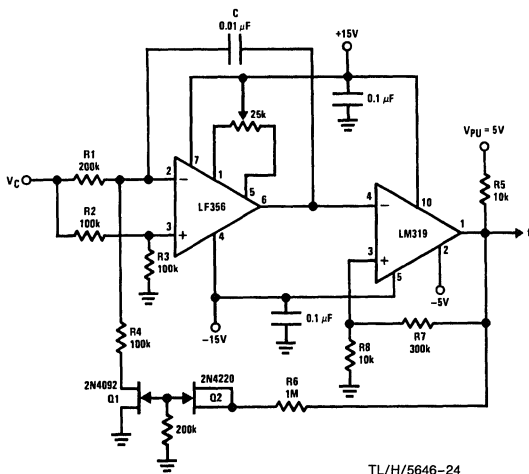 C
0.01 μF
+15V
0.1 μF
25k
VPU = 5V
R5
10k
VC
R1
200k
R2
100k
R3
100k
2
3
7
1
5
6
4
−
+
LF356
4
3
10
1
2
5
−
+
LM319
f
−5V
−15V
0.1 μF
R7
300k
R8
10k
R4
100k
2N4092
Q1
2N4220
Q2
R6
1M
200k
TL/H/5646–24